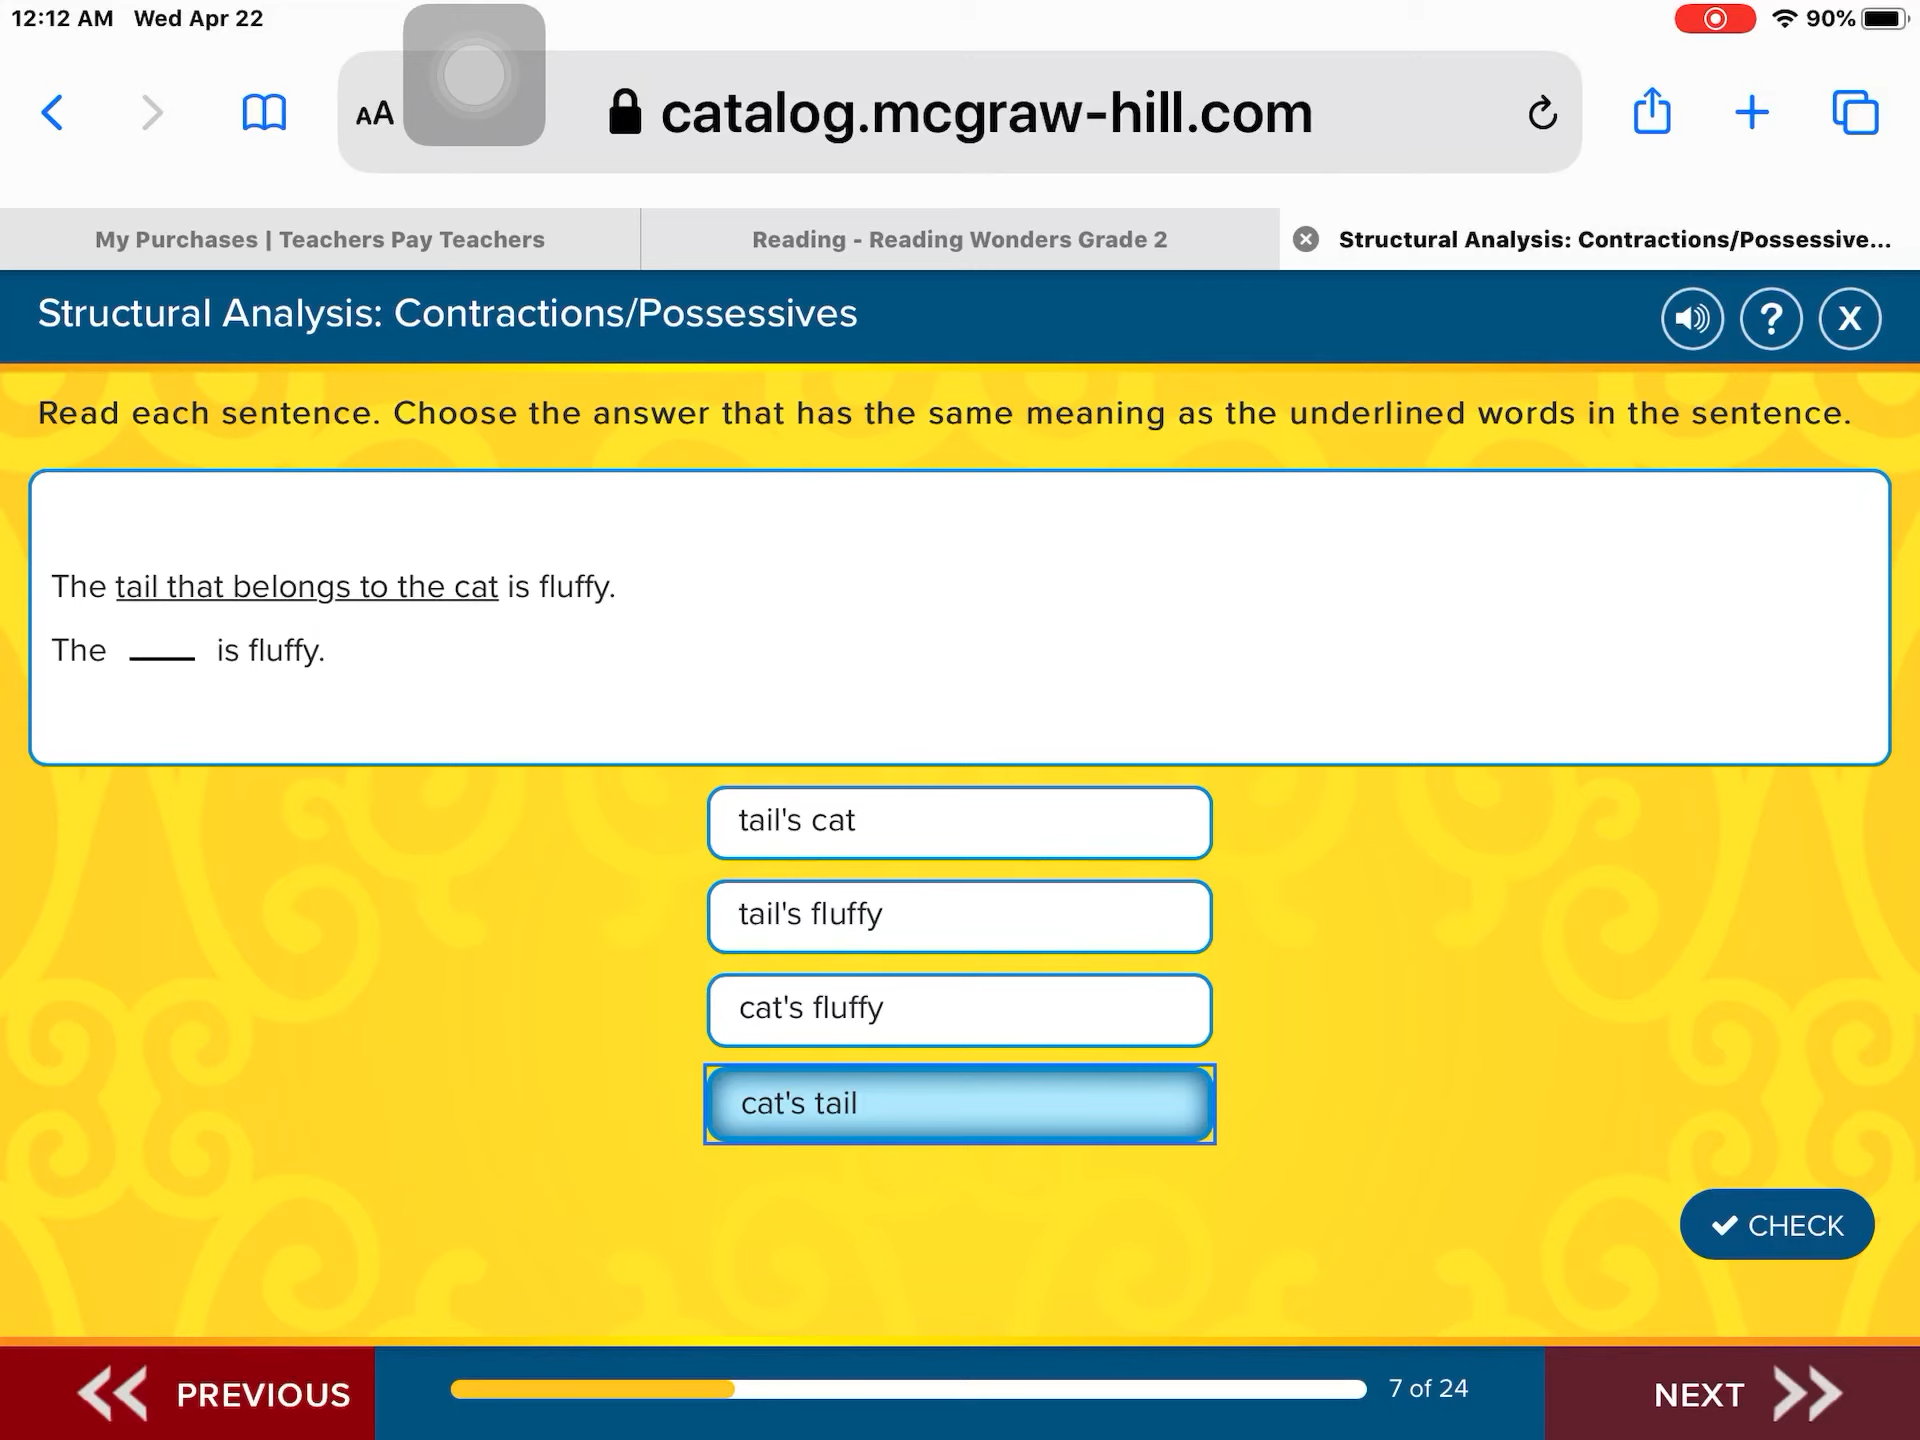 12:12 AM Wed Apr 22
90%
AA
catalog.mcgraw-hill.com
My Purchases | Teachers Pay Teachers
Reading - Reading Wonders Grade 2
Structural Analysis: Contractions/Possessive...
Structural Analysis: Contractions/Possessives
? X
Read each sentence. Choose the answer that has the same meaning as the underlined words in the sentence.
The tail that belongs to the cat is fluffy.
The ____ is fluffy.
tail's cat
tail's fluffy
cat's fluffy
cat's tail
CHECK
PREVIOUS
7 of 24
NEXT